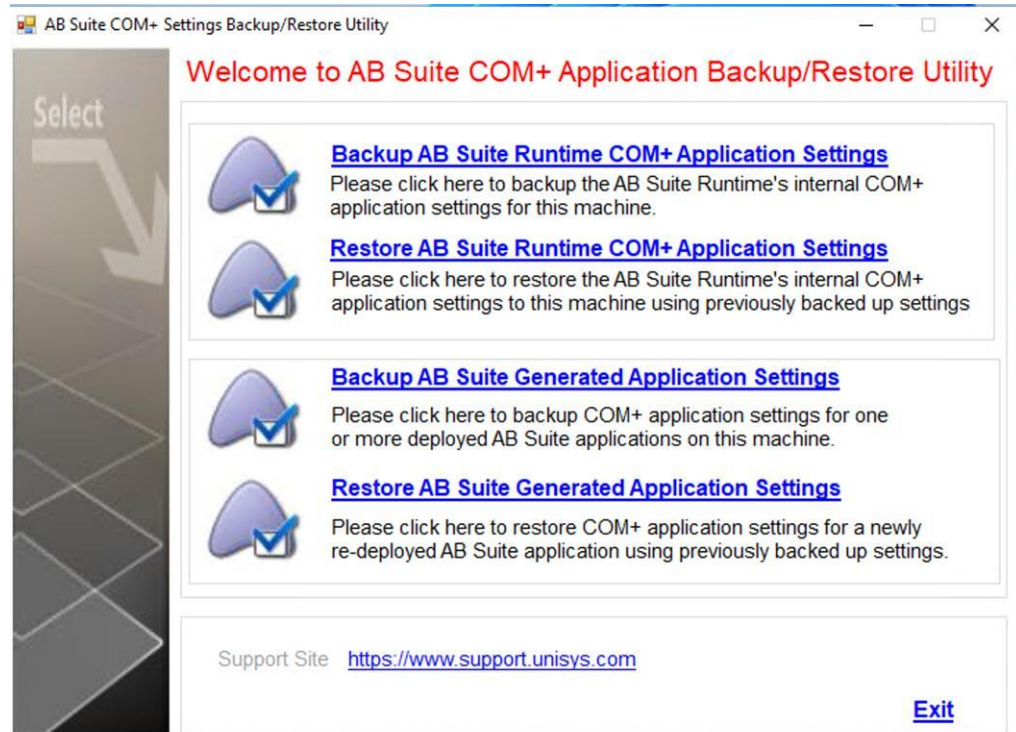 AB Suite COM+ Settings Backup/Restore Utility
Welcome to AB Suite COM+ Application Backup/Restore Utility
Select
Backup AB Suite Runtime COM+ Application Settings
Please click here to backup the AB Suite Runtime's internal COM+
application settings for this machine.
Restore AB Suite Runtime COM+ Application Settings
Please click here to restore the AB Suite Runtime's internal COM+
application settings to this machine using previously backed up settings
Backup AB Suite Generated Application Settings
Please click here to backup COM+ application settings for one
or more deployed AB Suite applications on this machine.
Restore AB Suite Generated Application Settings
Please click here to restore COM+ application settings for a newly
re-deployed AB Suite application using previously backed up settings.
Support Site https://www.support.unisys.com
Exit